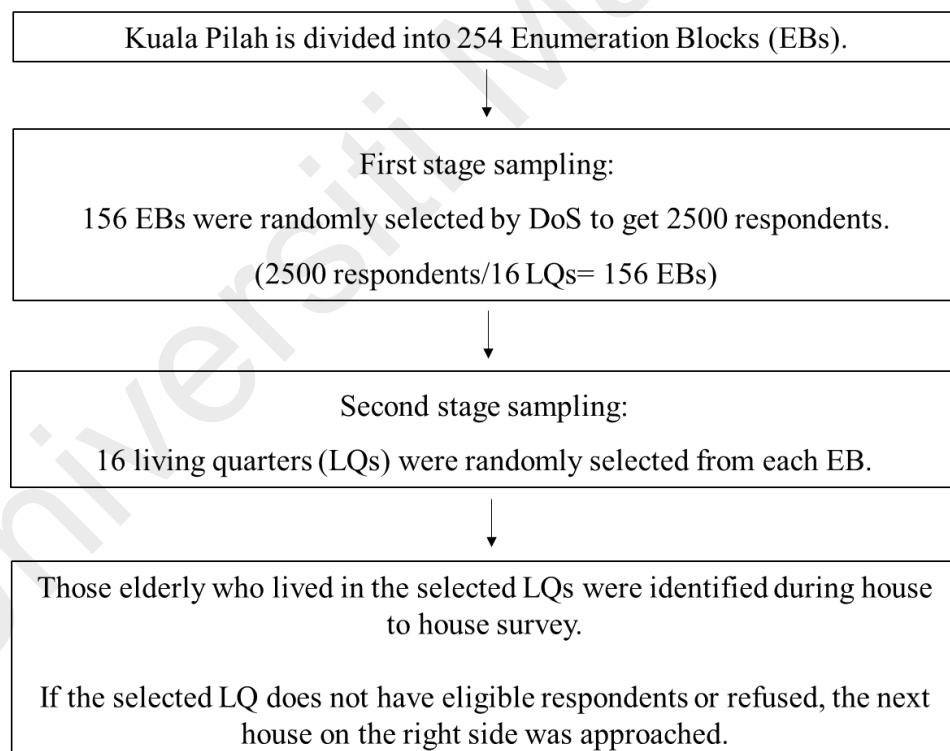 Kuala Pilah is divided into 254 Enumeration Blocks (EBs).
First stage sampling:
156 EBs were randomly selected by DoS to get 2500 respondents.
(2500 respondents/16 LQs= 156 EBs)
Second stage sampling:
16 living quarters (LQs) were randomly selected from each EB.
Those elderly who lived in the selected LQs were identified during house
to house survey.
If the selected LQ does not have eligible respondents or refused, the next
house on the right side was approached.